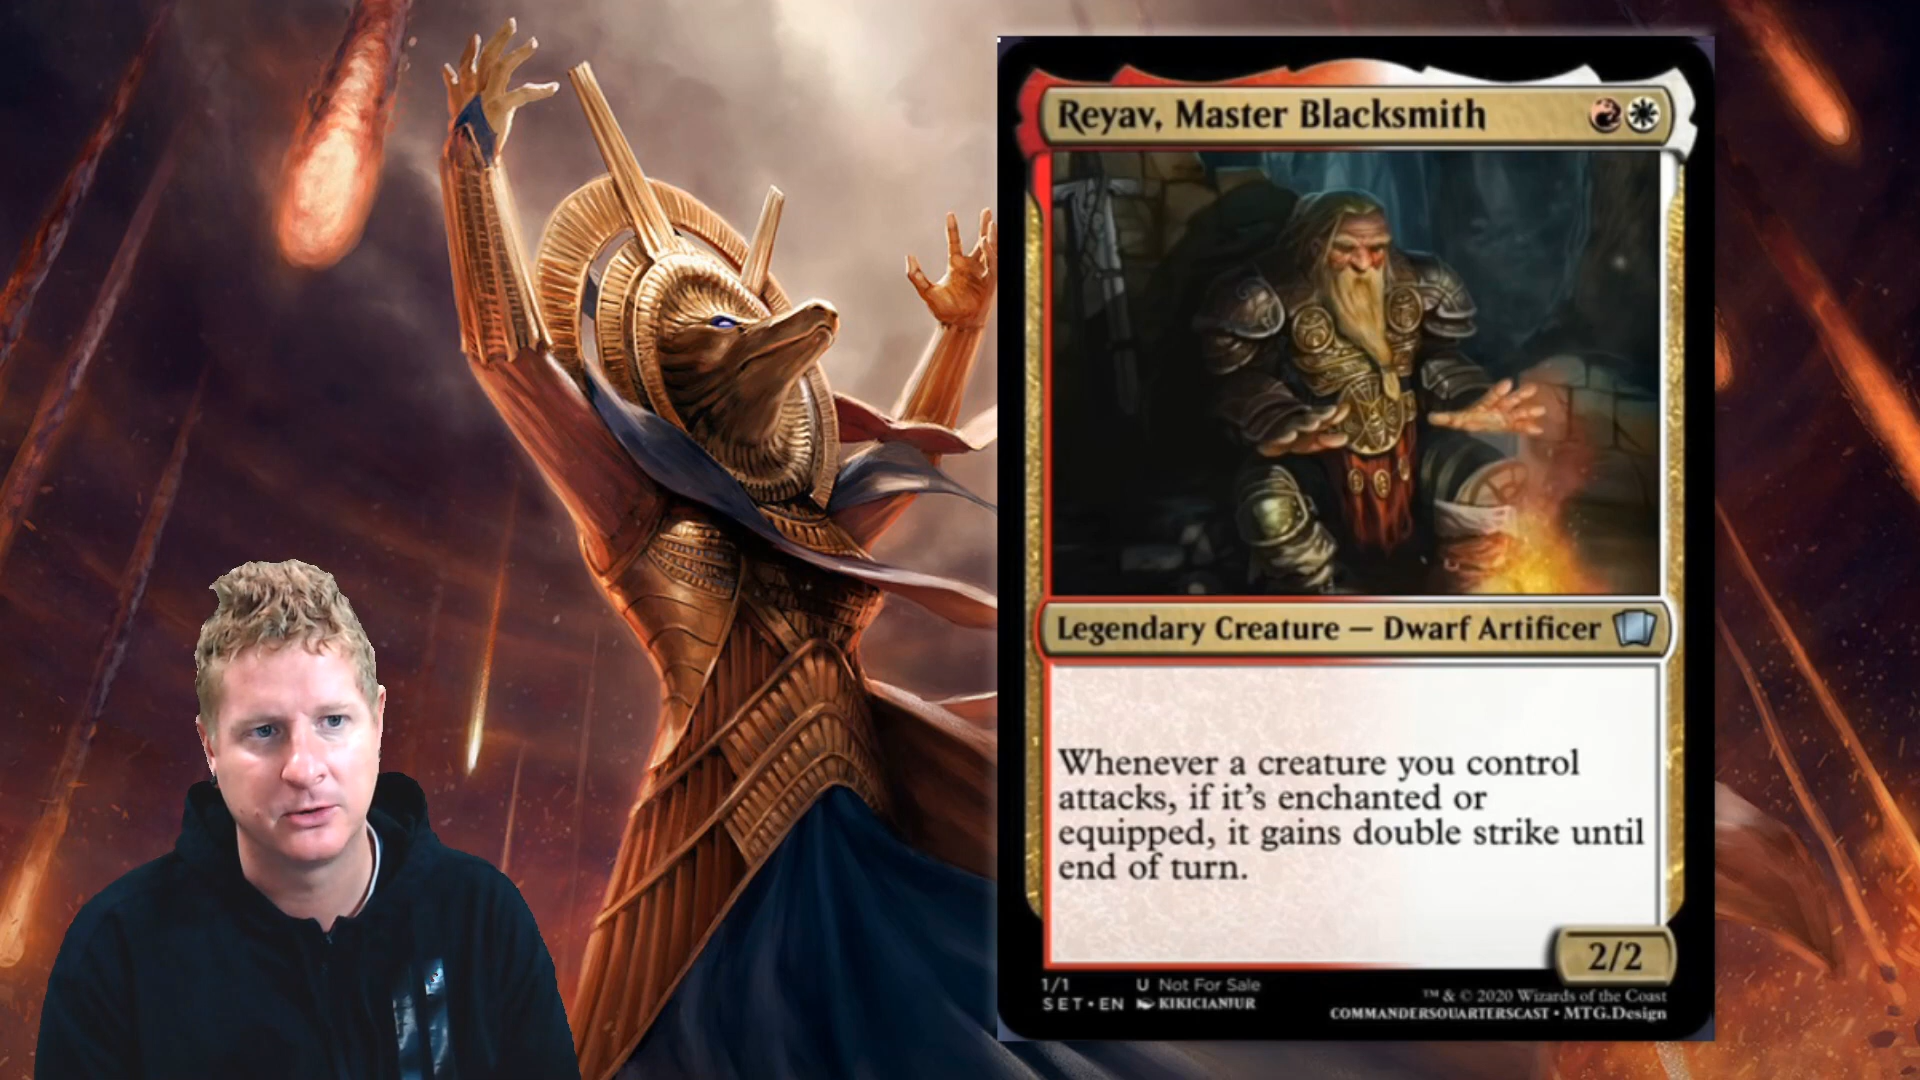 Reyav, Master Blacksmith
Legendary Creature — Dwarf Artificer
Whenever a creature you control
attacks, if it's enchanted or
equipped, it gains double strike until
end of turn.
2/2
1/1 U Not For Sale
SET • EN KIKICIANJUR
™ & © 2020 Wizards of the Coast
COMMANDERSQUARTERSCAST • MTG.Design